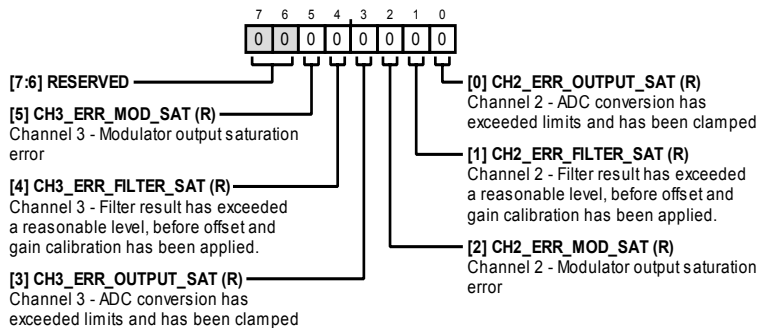 7 6 5 4 3 2 1 0
0 0 0 0 0 0 0 0
[7:6] RESERVED
[5] CH3_ERR_MOD_SAT (R)
Channel 3 - Modulator output saturation
error
[4] CH3_ERR_FILTER_SAT (R)
Channel 3 - Filter result has exceeded
a reasonable level, before offset and
gain calibration has been applied.
[3] CH3_ERR_OUTPUT_SAT (R)
Channel 3 - ADC conversion has
exceeded limits and has been clamped
[0] CH2_ERR_OUTPUT_SAT (R)
Channel 2 - ADC conversion has
exceeded limits and has been clamped
[1] CH2_ERR_FILTER_SAT (R)
Channel 2 - Filter result has exceeded
a reasonable level, before offset and
gain calibration has been applied.
[2] CH2_ERR_MOD_SAT (R)
Channel 2 - Modulator output saturation
error